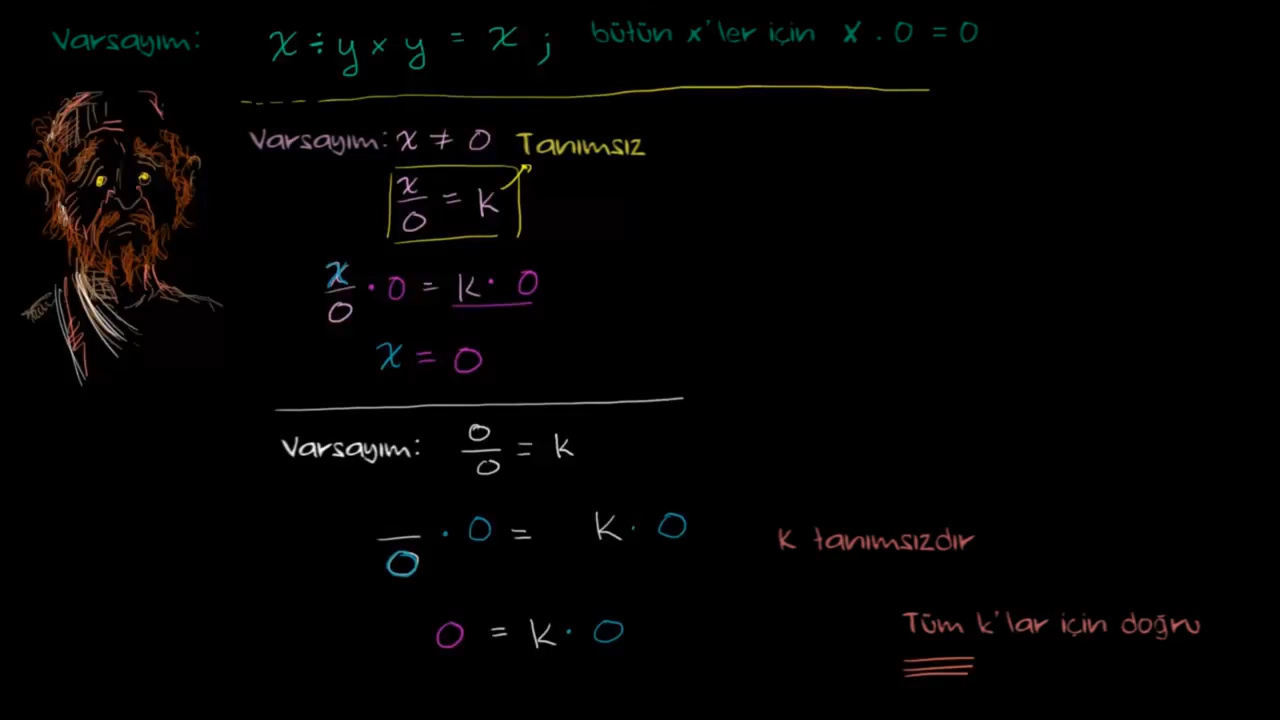 Varsayım: x ÷ y × y = x ; bütün x'ler için x . 0 = 0
Varsayım: x ≠ 0 Tanımsız
x/0 = k
x/0 · 0 = k · 0
x = 0
Varsayım: 0/0 = k
/0 · 0 = k · 0
k tanımsızdır
0 = k · 0
Tüm k'lar için doğru